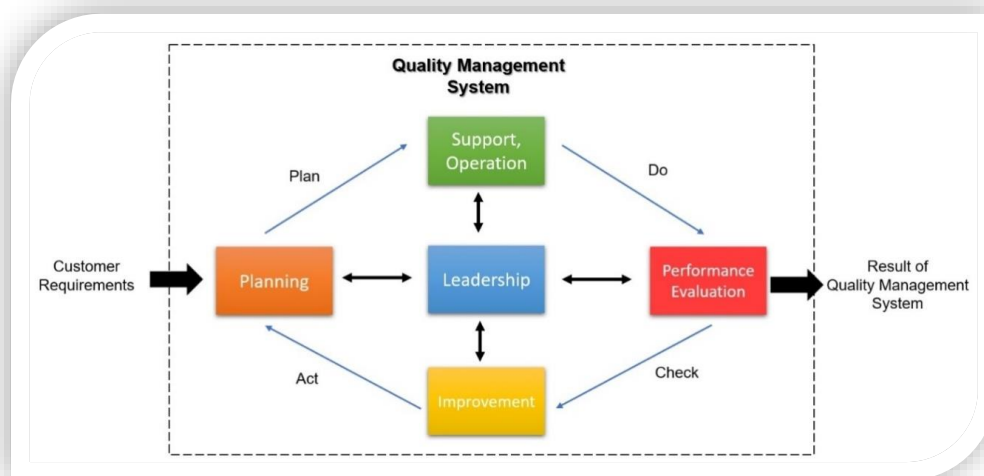 Quality Management
System
Support,
Operation
Plan
Do
Customer
Requirements
Planning
Leadership
Performance
Evaluation
Result of
Quality Management
System
Act
Check
Improvement